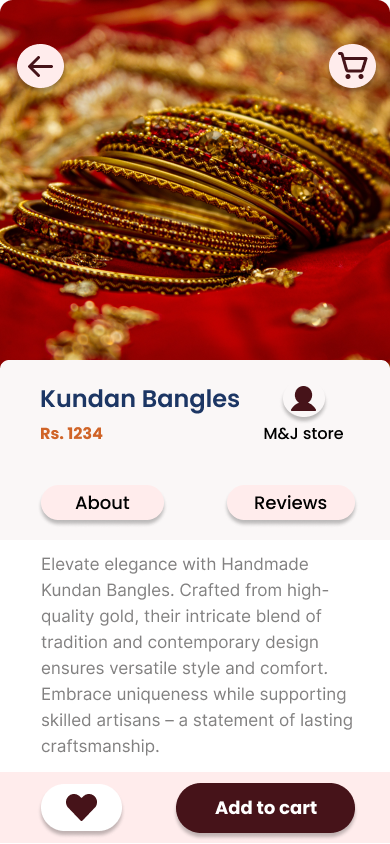 Kundan Bangles
Rs. 1234
M&J store
About
Reviews
Elevate elegance with Handmade
Kundan Bangles. Crafted from high-
quality gold, their intricate blend of
tradition and contemporary design
ensures versatile style and comfort.
Embrace uniqueness while supporting
skilled artisans – a statement of lasting
craftsmanship.
Add to cart